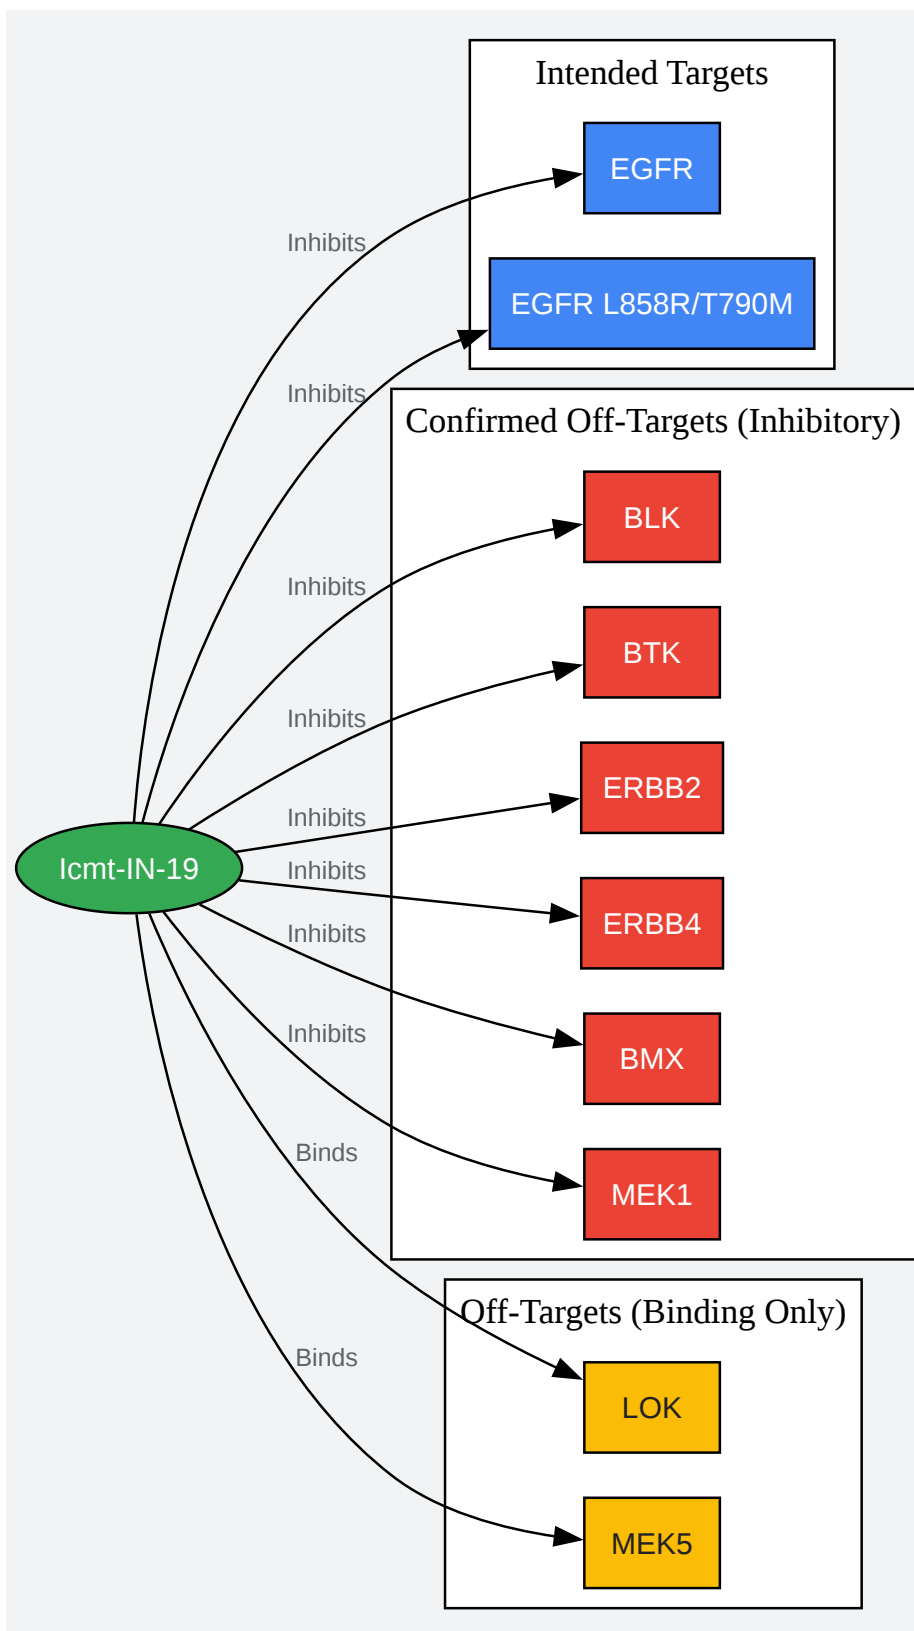 Intended Targets
EGFR
Inhibits
EGFR L858R/T790M
Inhibits
Confirmed Off-Targets (Inhibitory)
BLK
Inhibits
BTK
Inhibits
ERBB2
Inhibits
Icmt-IN-19
Inhibits
ERBB4
Inhibits
BMX
Inhibits
MEK1
Binds
Off-Targets (Binding Only)
Binds
LOK
MEK5